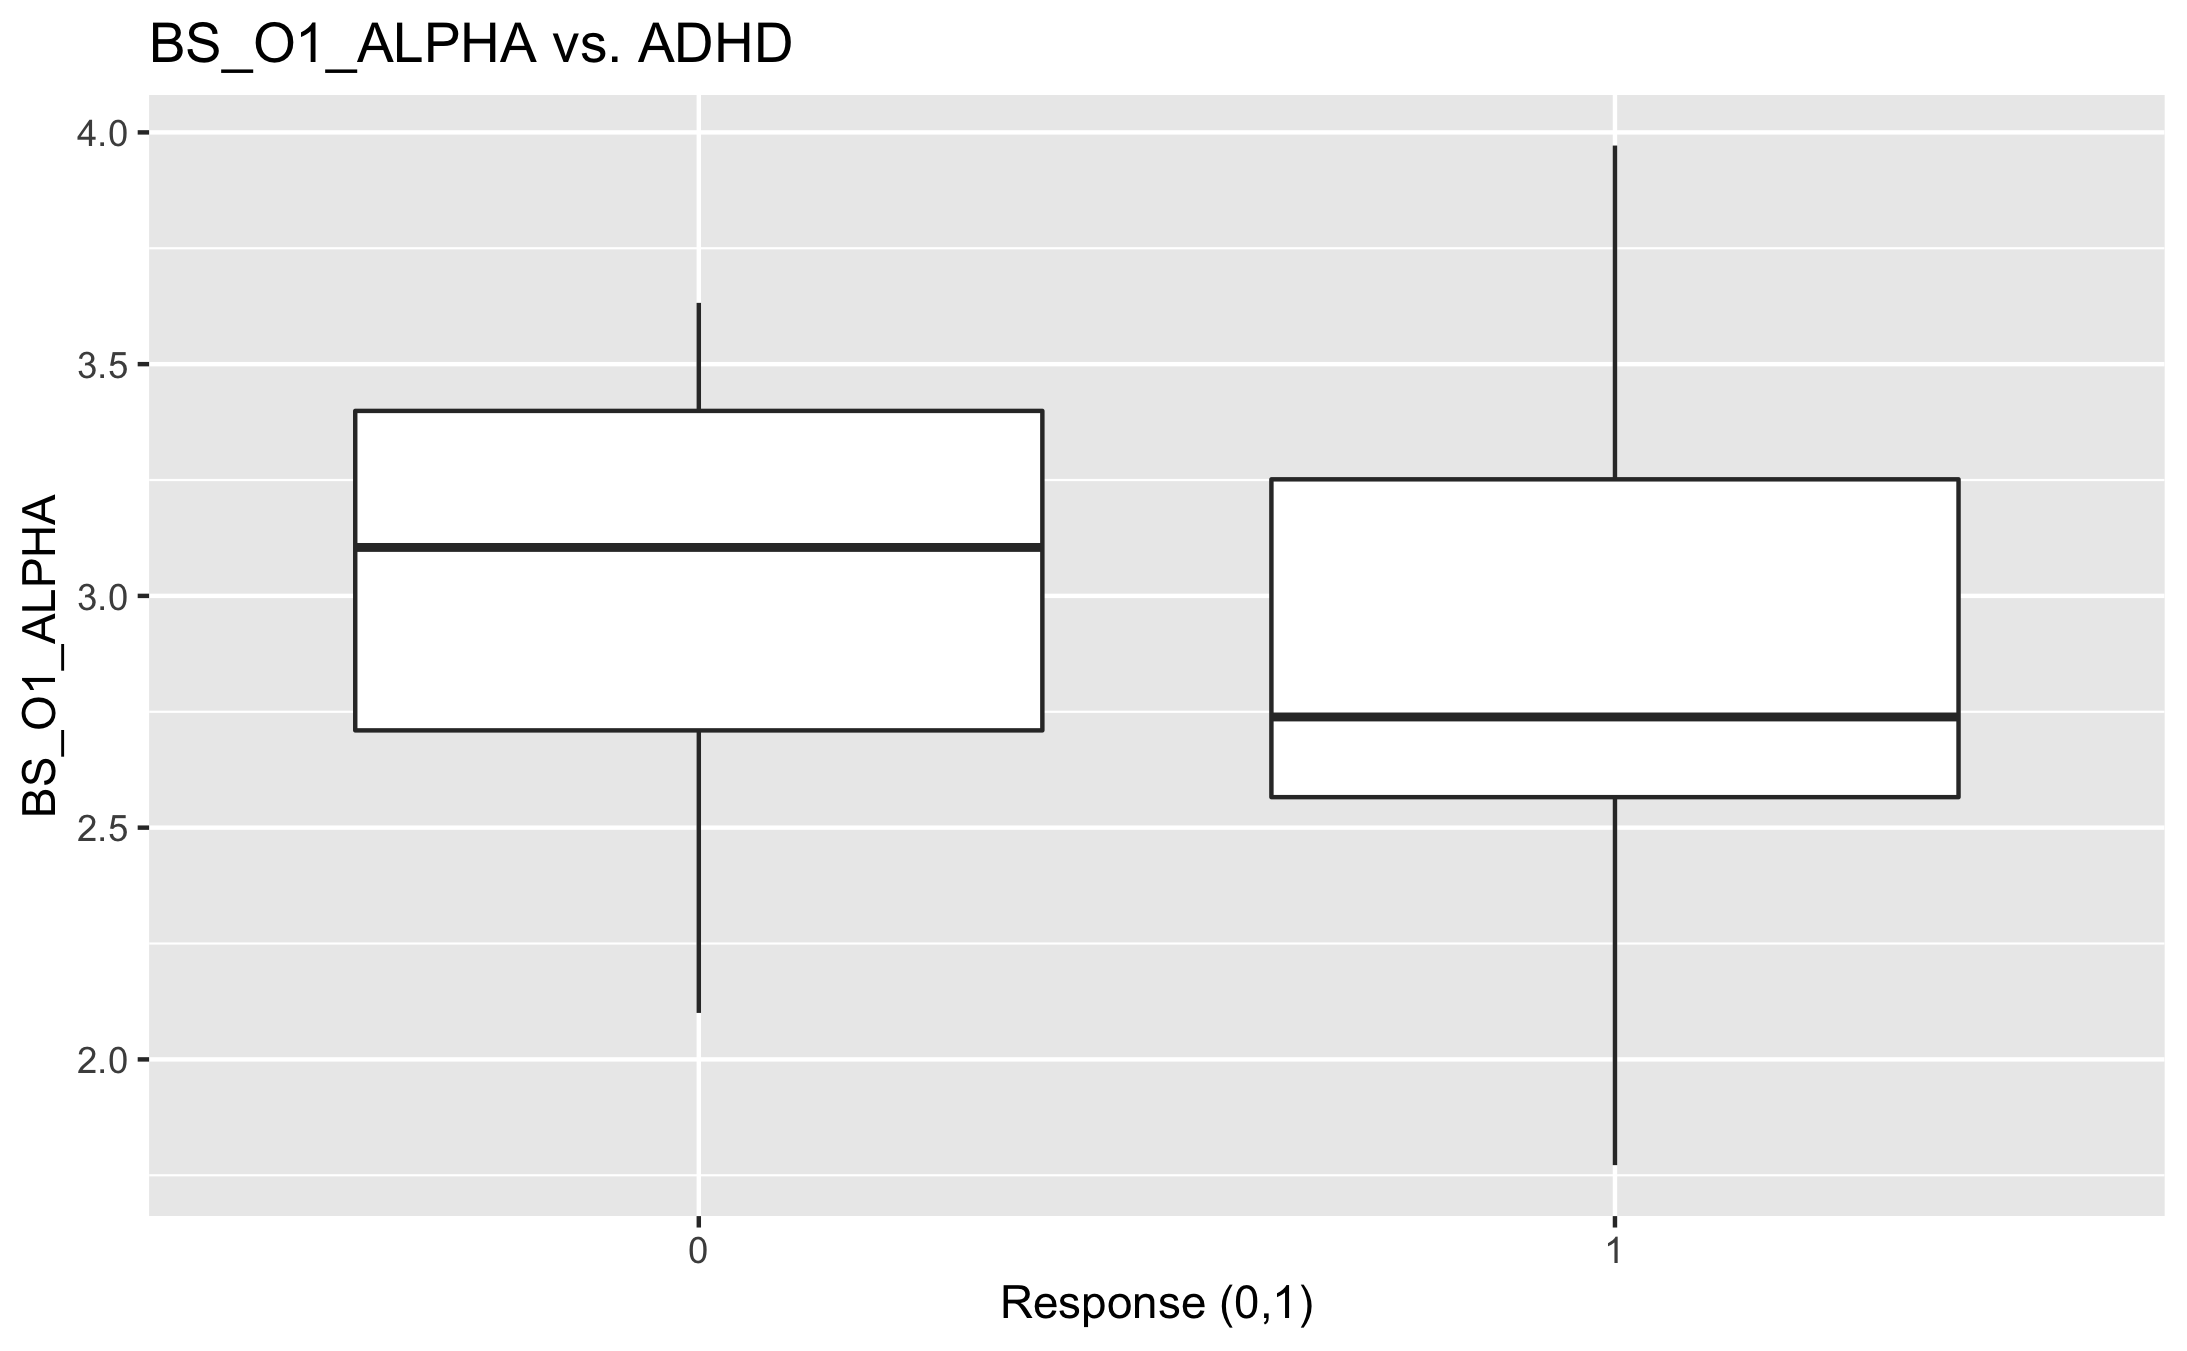 BS_O1_ALPHA vs. ADHD
BS_O1_ALPHA
4.0
3.5
3.0
2.5
2.0
0
1
Response (0,1)